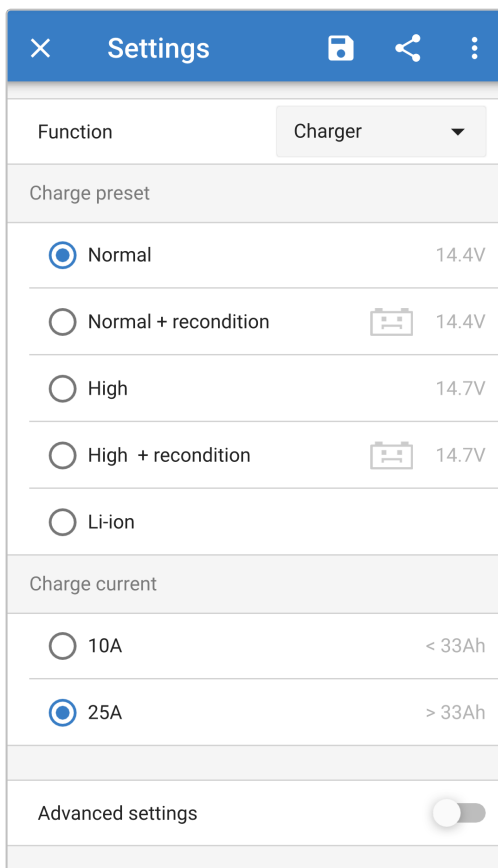 Settings
Function Charger
Charge preset
Normal 14.4V
Normal + recondition 14.4V
High 14.7V
High + recondition 14.7V
Li-ion
Charge current
10A < 33Ah
25A > 33Ah
Advanced settings